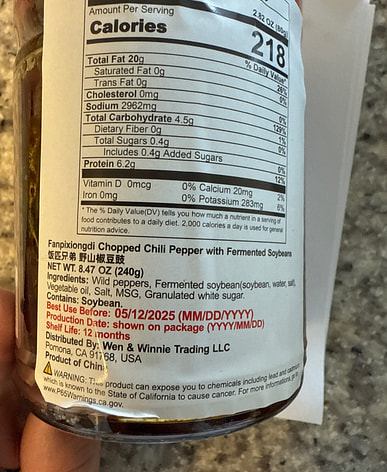 Amount Per Serving 2.82 OZ (80g)
Calories 218
% Daily Value*
Total Fat 20g 26%
Saturated Fat 0g 0%
Trans Fat 0g
Cholesterol 0mg 0%
Sodium 2962mg 129%
Total Carbohydrate 4.5g 1%
Dietary Fiber 0g 0%
Total Sugars 0.4g
Includes 0.4g Added Sugars
Protein 6.2g 12%
Vitamin D 0mcg 0% Calcium 20mg 2%
Iron 0mg 0% Potassium 283mg 6%
* The % Daily Value(DV) tells you how much a nutrient in a serving of
food contributes to a daily diet. 2,000 calories a day is used for general
nutrition advice.
Fanpixiongdi Chopped Chili Pepper with Fermented Soybeans
饭匹兄弟 野山椒豆豉
NET WT. 8.47 OZ (240g)
Ingredients: Wild peppers, Fermented soybean(soybean, water, salt),
Vegetable oil, Salt, MSG, Granulated white sugar.
Contains: Soybean.
Best Use Before: 05/12/2025 (MM/DD/YYYY)
Production Date: shown on package (YYYY/MM/DD)
Shelf Life: 12 months
Distributed By: Wen & Winnie Trading LLC
Pomona, CA 91768, USA
Product of China
WARNING: This product can expose you to chemicals including lead and cadmium
which is known to the State of California to cause cancer. For more information go to
www.P65Warnings.ca.gov.